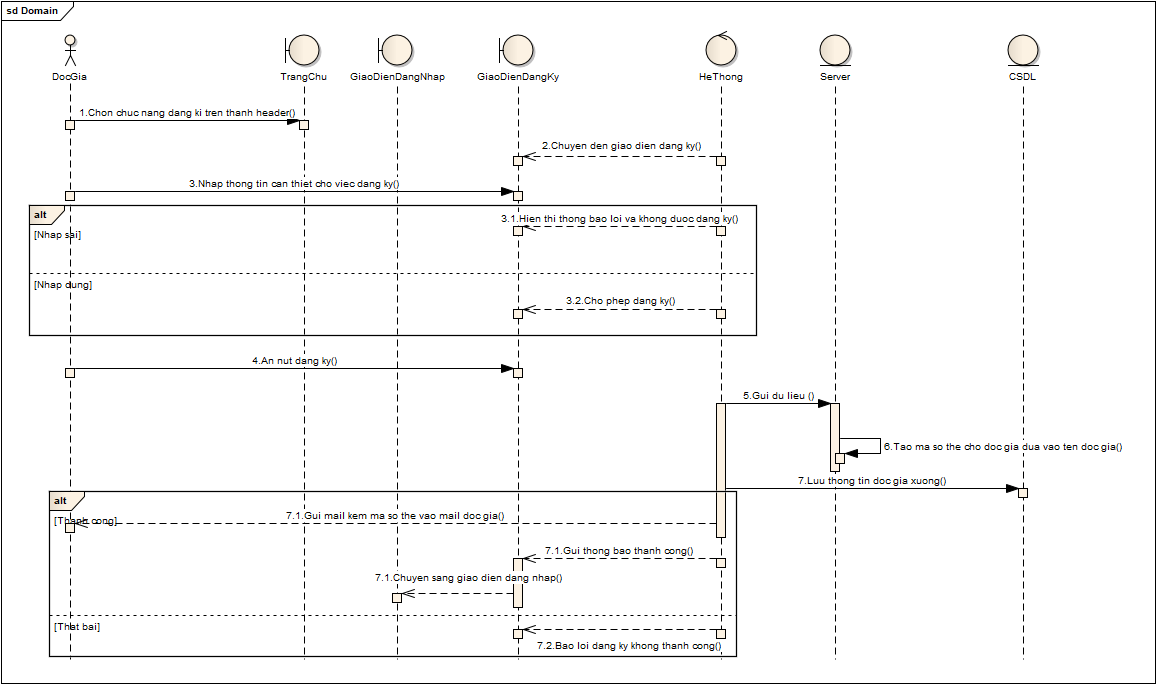 sd Domain
DocGia
TrangChu
GiaoDienDangNhap
GiaoDienDangKy
HeThong
Server
CSDL
1.Chon chuc nang dang ki tren thanh header()
2.Chuyen den giao dien dang ky()
3.Nhap thong tin can thiet cho viec dang ky()
alt
3.1.Hien thi thong bao loi va khong duoc dang ky()
[Nhap sai]
[Nhap dung]
3.2.Cho phep dang ky()
4.An nut dang ky()
5.Gui du lieu ()
6.Tao ma so the cho doc gia dua vao ten doc gia()
7.Luu thong tin doc gia xuong()
alt
[Thanh cong]
7.1.Gui mail kem ma so the vao mail doc gia()
7.1.Gui thong bao thanh cong()
7.1.Chuyen sang giao dien dang nhap()
[That bai]
7.2.Bao loi dang ky khong thanh cong()